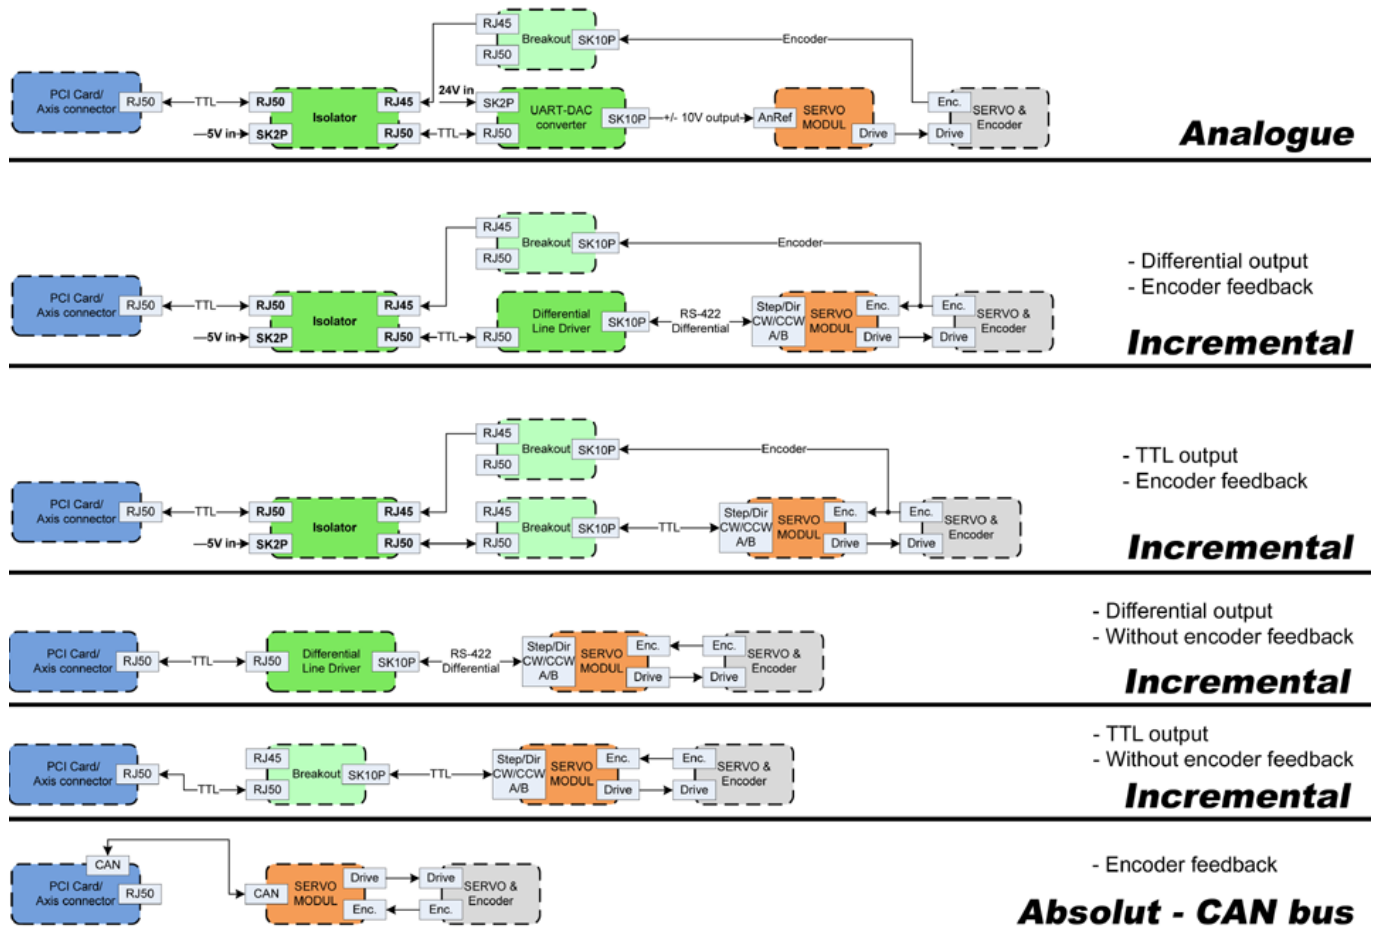 RJ45
Breakout
SK10P
Encoder
RJ50
PCI Card/
Axis connector
RJ50
TTL
RJ50
Isolator
RJ45
24V in
SK2P
UART-DAC
converter
SK10P
+/- 10V output
AnRef
SERVO
MODUL
Enc.
SERVO &
Encoder
5V in
SK2P
RJ50
TTL
RJ50
Drive
Drive
Analogue
RJ45
Breakout
SK10P
Encoder
RJ50
PCI Card/
Axis connector
RJ50
TTL
RJ50
Isolator
RJ45
Differential
Line Driver
SK10P
RS-422
Differential
Step/Dir
CW/CCW
A/B
SERVO
MODUL
Enc.
Enc.
SERVO &
Encoder
5V in
SK2P
RJ50
TTL
RJ50
Drive
Drive
- Differential output
- Encoder feedback
Incremental
RJ45
Breakout
SK10P
Encoder
RJ50
PCI Card/
Axis connector
RJ50
TTL
RJ50
Isolator
RJ45
RJ45
Breakout
SK10P
TTL
Step/Dir
CW/CCW
A/B
SERVO
MODUL
Enc.
Enc.
SERVO &
Encoder
5V in
SK2P
RJ50
RJ50
Drive
Drive
- TTL output
- Encoder feedback
Incremental
PCI Card/
Axis connector
RJ50
TTL
RJ50
Differential
Line Driver
SK10P
RS-422
Differential
Step/Dir
CW/CCW
A/B
SERVO
MODUL
Enc.
Enc.
SERVO &
Encoder
Drive
Drive
- Differential output
- Without encoder feedback
Incremental
PCI Card/
Axis connector
RJ50
TTL
RJ45
RJ50
Breakout
SK10P
TTL
Step/Dir
CW/CCW
A/B
SERVO
MODUL
Enc.
Enc.
SERVO &
Encoder
Drive
Drive
- TTL output
- Without encoder feedback
Incremental
CAN
PCI Card/
Axis connector
RJ50
CAN
SERVO
MODUL
Drive
Drive
SERVO &
Encoder
Enc.
Enc.
- Encoder feedback
Absolut - CAN bus